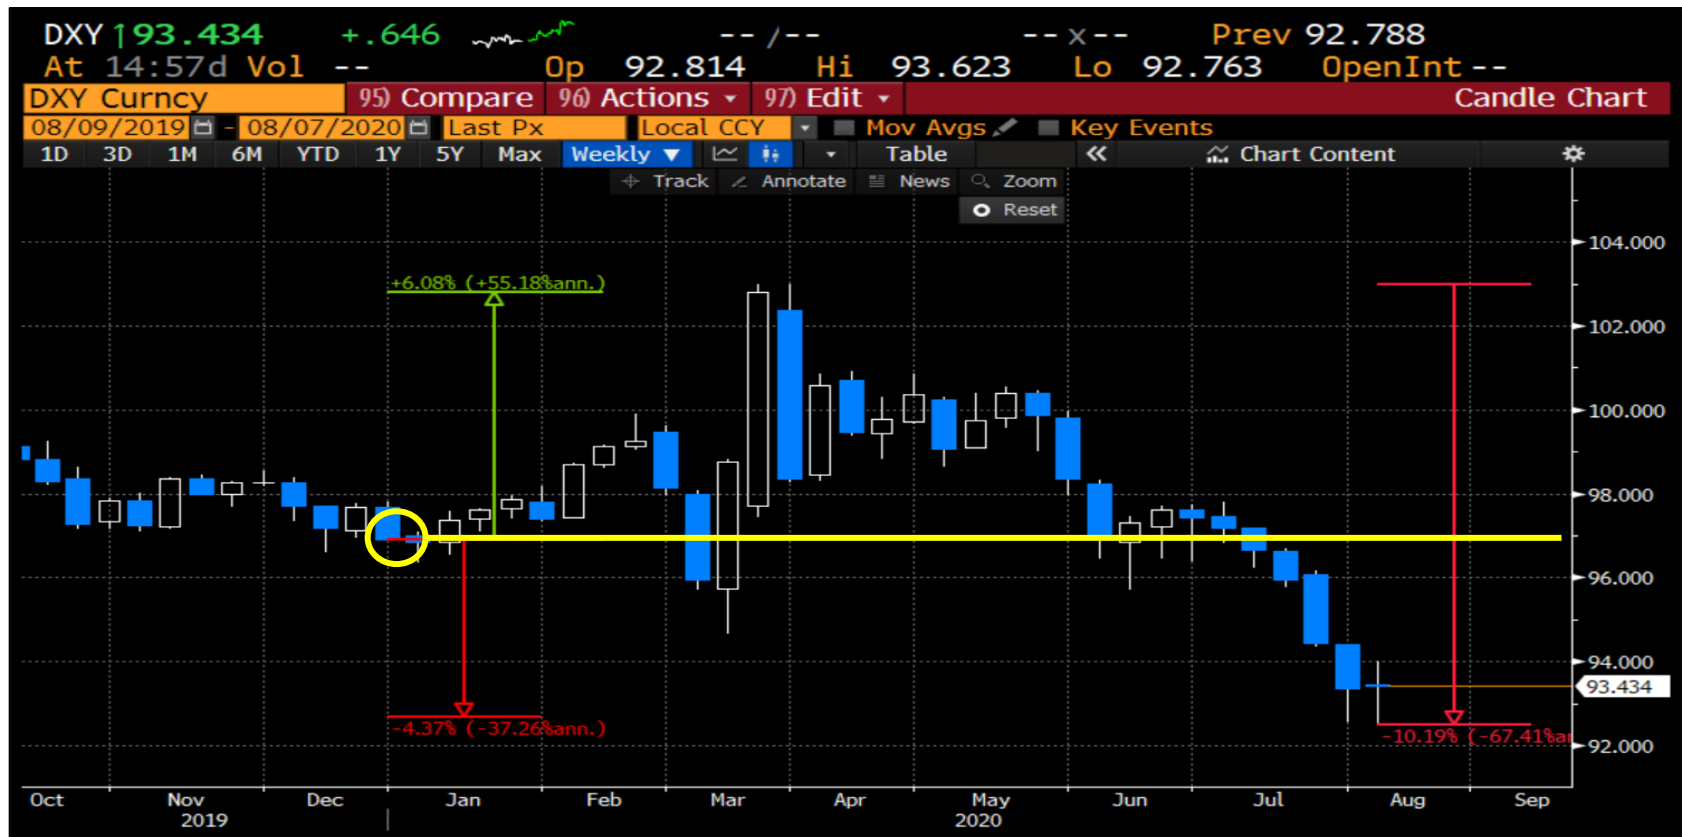 DXY ↑93.434 +.646 -- /-- -- x-- Prev 92.788
At 14:57d Vol -- Op 92.814 Hi 93.623 Lo 92.763 OpenInt --
DXY Curncy 95) Compare 96) Actions 97) Edit Candle Chart
08/09/2019 - 08/07/2020 Last Px Local CCY Mov Avgs Key Events
1D 3D 1M 6M YTD 1Y 5Y Max Weekly ▼ Table « Chart Content
Track Annotate News Zoom
Reset
104.000
+6.08% (+55.18%ann.)
102.000
100.000
98.000
96.000
94.000
93.434
-4.37% (-37.26%ann.)
-10.19% (-67.41%a
92.000
Oct Nov Dec Jan Feb Mar Apr May Jun Jul Aug Sep
2019 2020